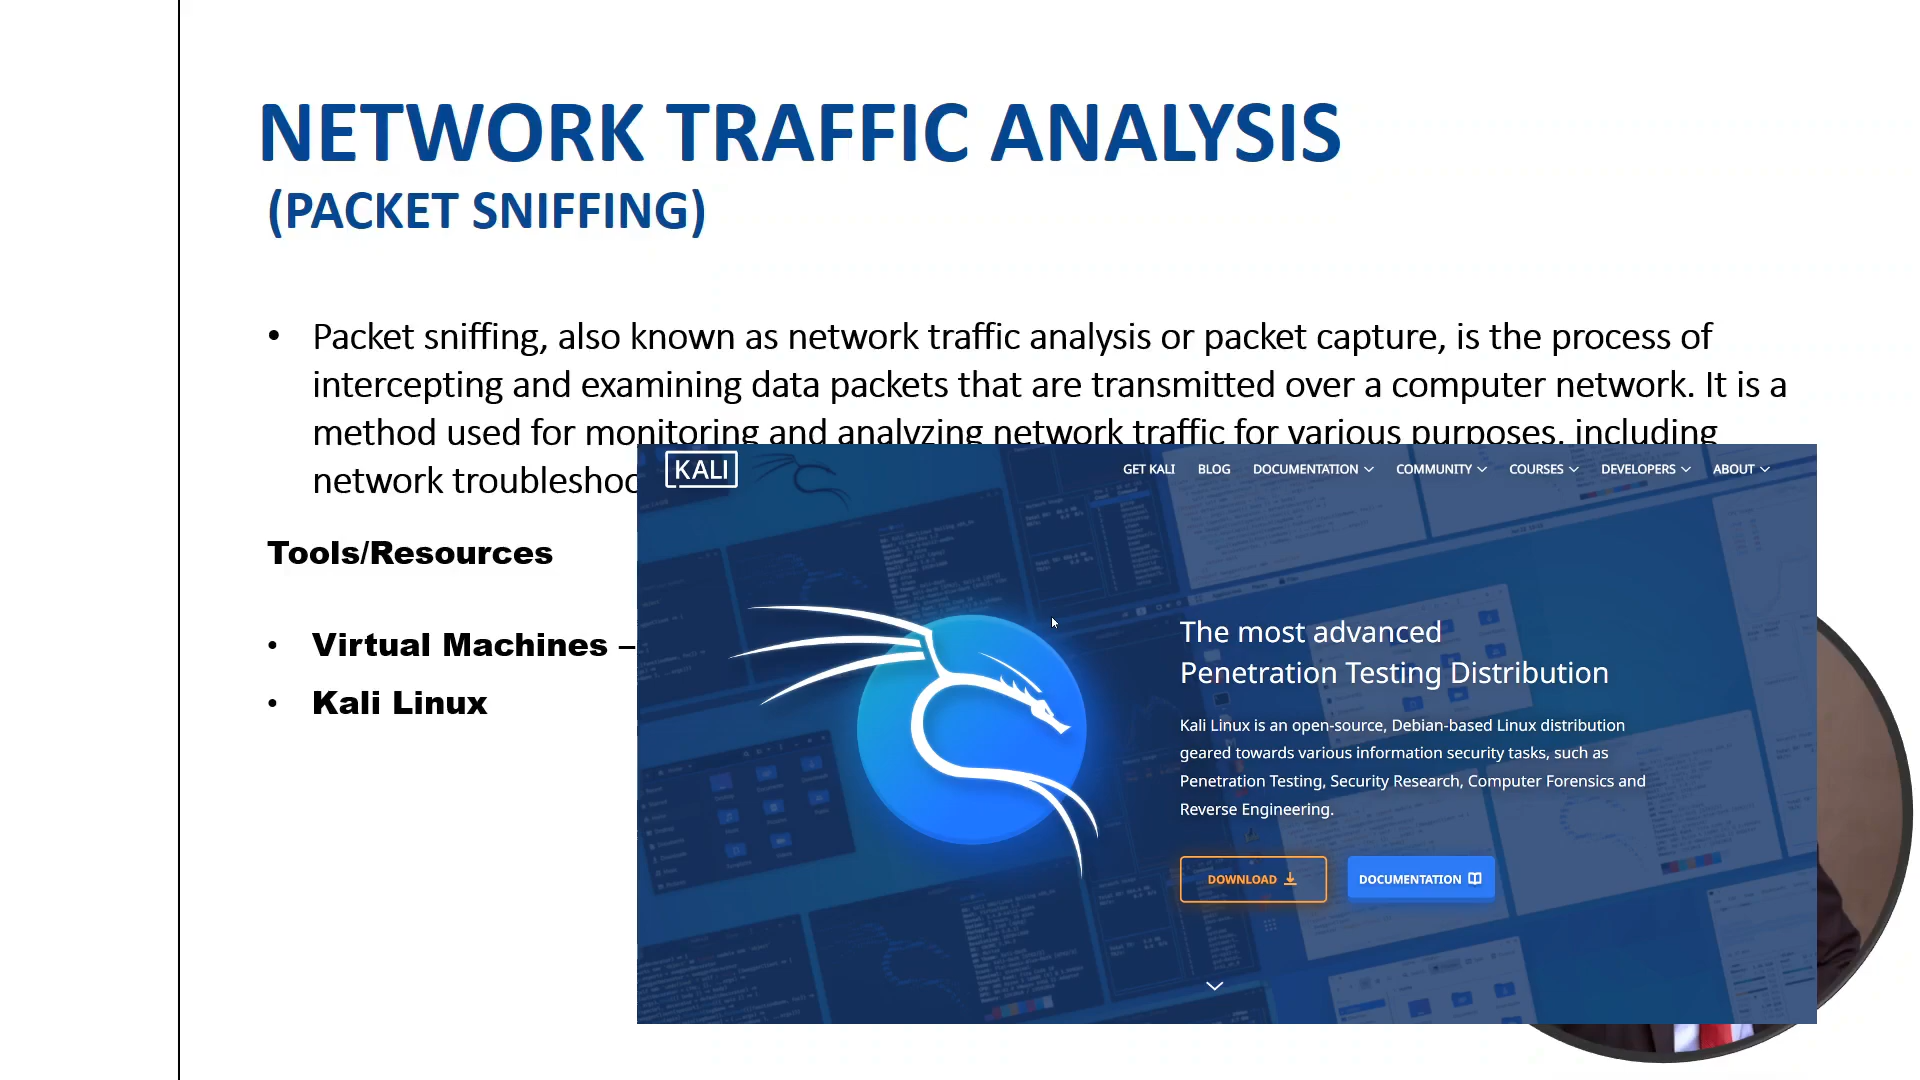 NETWORK TRAFFIC ANALYSIS
(PACKET SNIFFING)
• Packet sniffing, also known as network traffic analysis or packet capture, is the process of
intercepting and examining data packets that are transmitted over a computer network. It is a
method used for monitoring and analyzing network traffic for various purposes, including
network
Tools/Resources
• Virtual Machines –
• Kali Linux
KALI
GET KALI BLOG DOCUMENTATION COMMUNITY COURSES DEVELOPERS ABOUT
The most advanced
Penetration Testing Distribution
Kali Linux is an open-source, Debian-based Linux distribution
geared towards various information security tasks, such as
Penetration Testing, Security Research, Computer Forensics and
Reverse Engineering.
DOWNLOAD
DOCUMENTATION